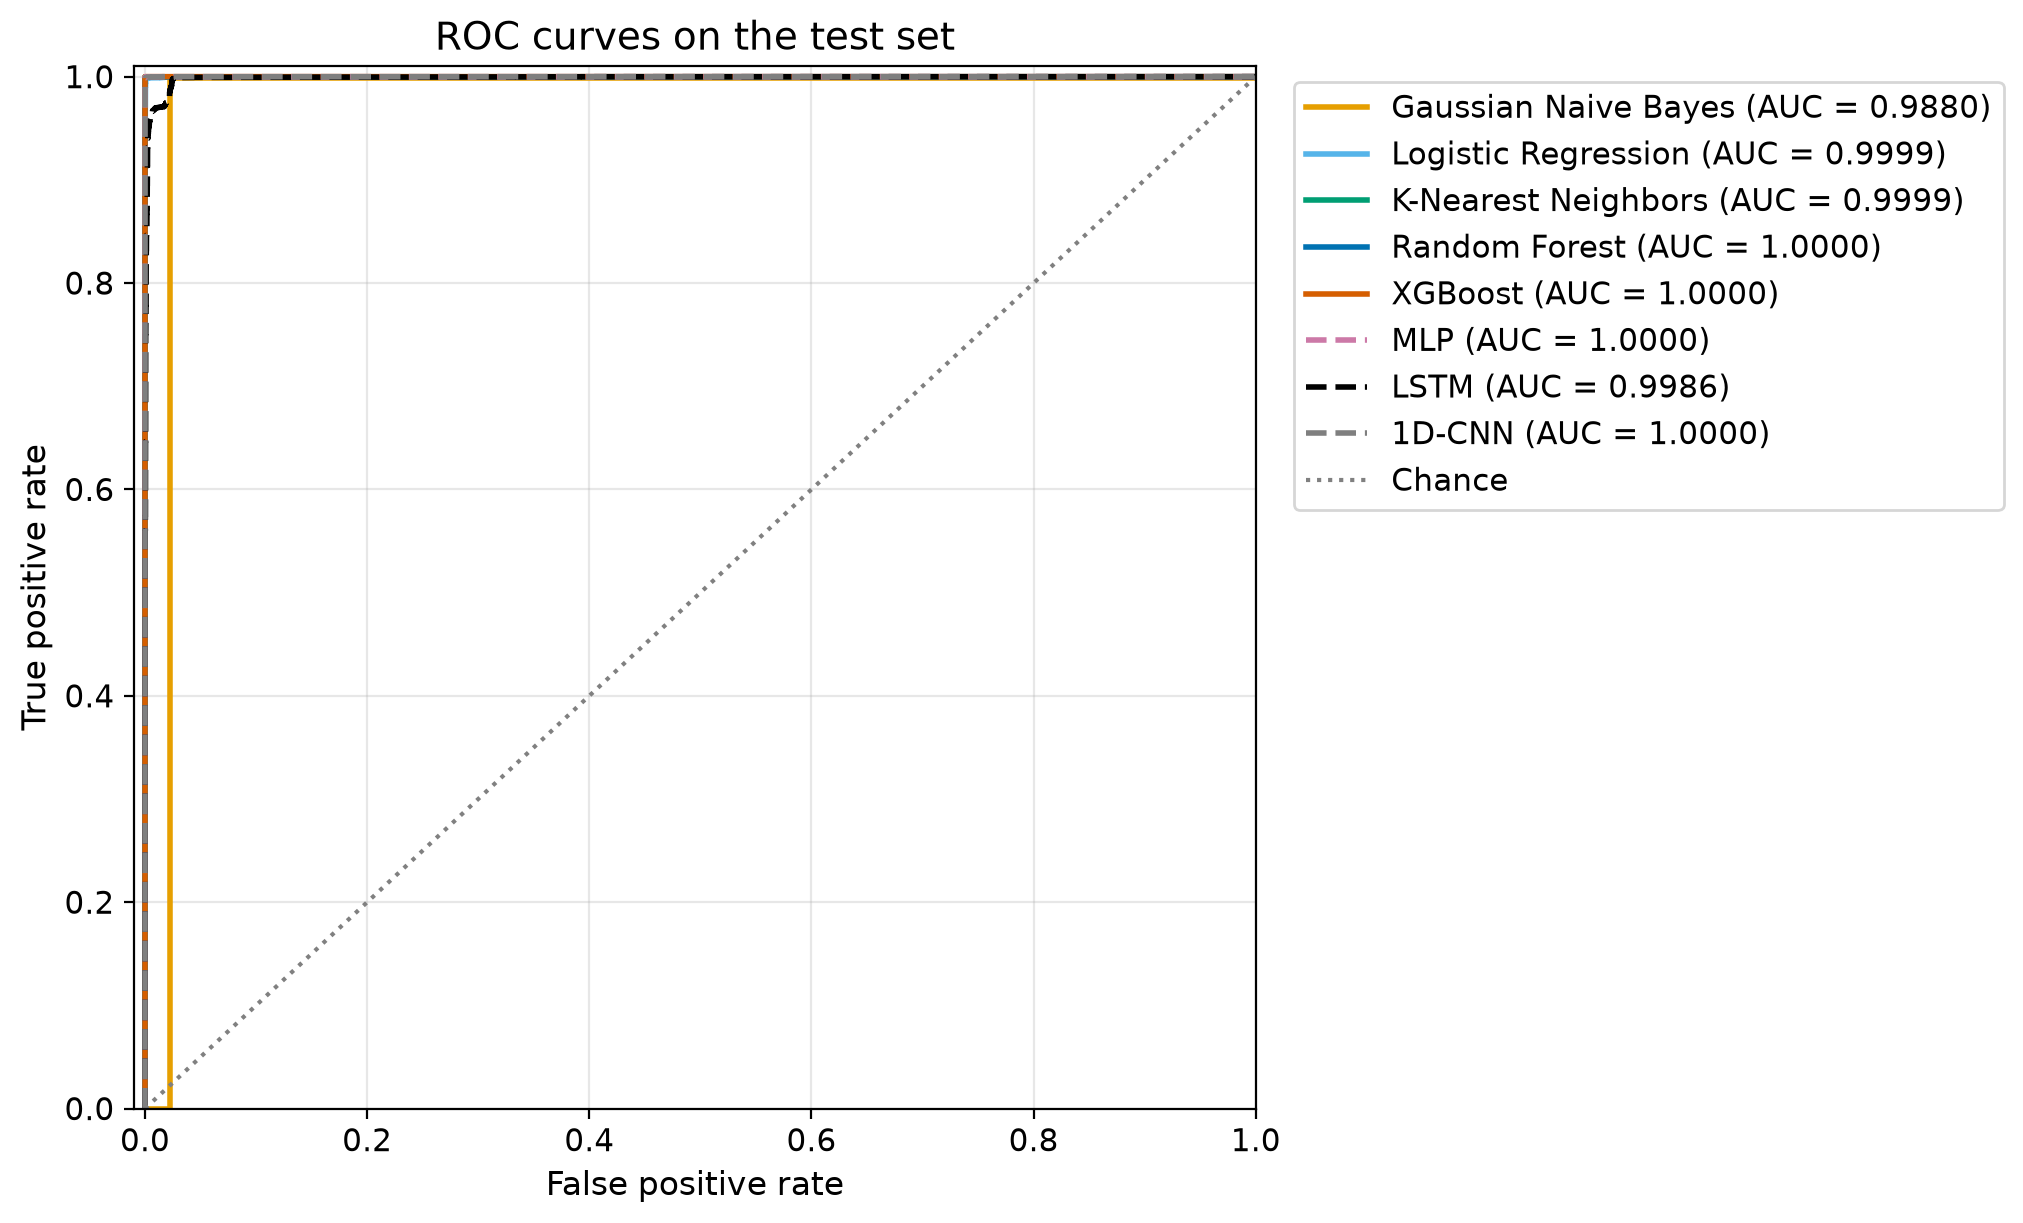 ROC curves on the test set
1.0
0.8
0.6
0.4
0.2
0.0
True positive rate
0.0 0.2 0.4 0.6 0.8 1.0
False positive rate
Gaussian Naive Bayes (AUC = 0.9880)
Logistic Regression (AUC = 0.9999)
K-Nearest Neighbors (AUC = 0.9999)
Random Forest (AUC = 1.0000)
XGBoost (AUC = 1.0000)
MLP (AUC = 1.0000)
LSTM (AUC = 0.9986)
1D-CNN (AUC = 1.0000)
Chance